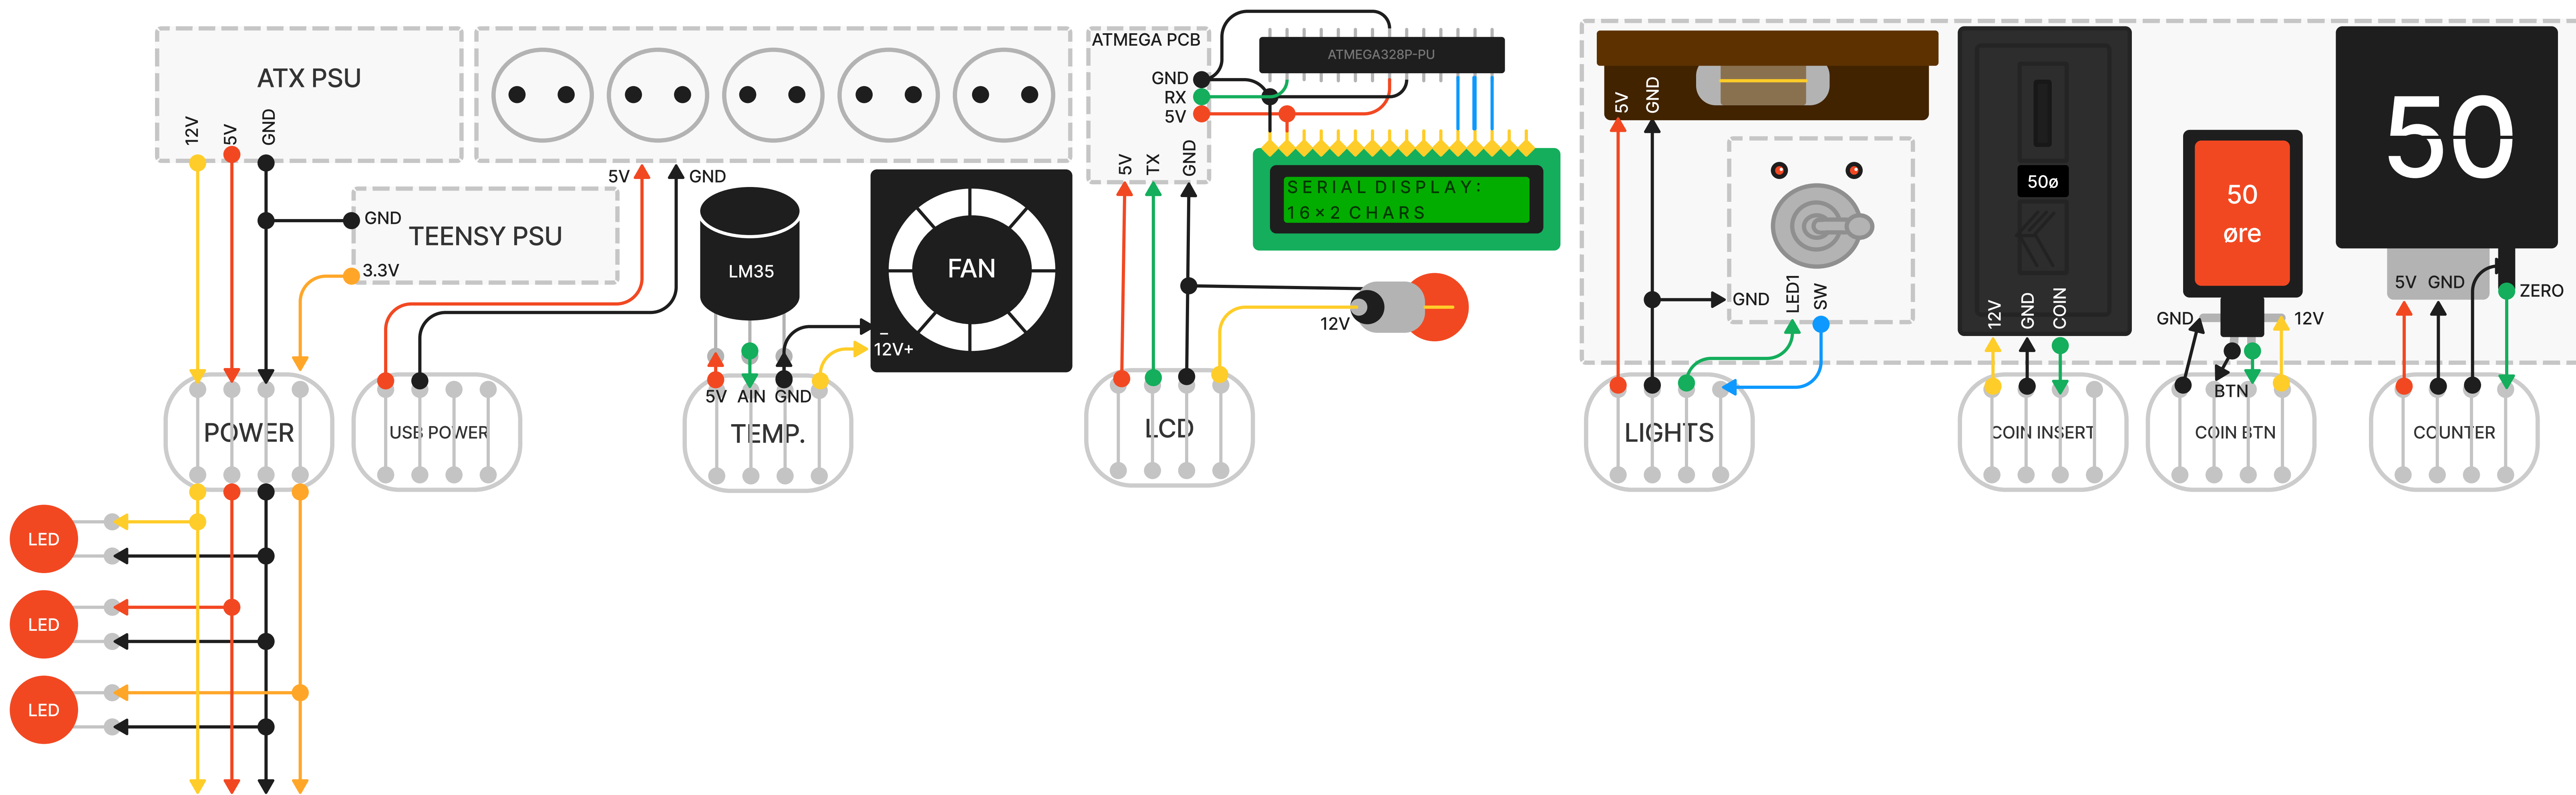 ATX PSU
12V
5V
GND
GND
TEENSY PSU
3.3V
5V
GND
LM35
FAN
–
12V+
5V AIN GND
ATMEGA PCB
GND
RX
5V
5V
TX
GND
ATMEGA328P-PU
SERIAL DISPLAY:
16×2 CHARS
12V
5V
GND
GND
LED1
SW
50ø
12V
GND
COIN
50
øre
GND
12V
BTN
50
5V GND
ZERO
POWER
USB POWER
TEMP.
LCD
LIGHTS
COIN INSERT
COIN BTN
COUNTER
LED
LED
LED